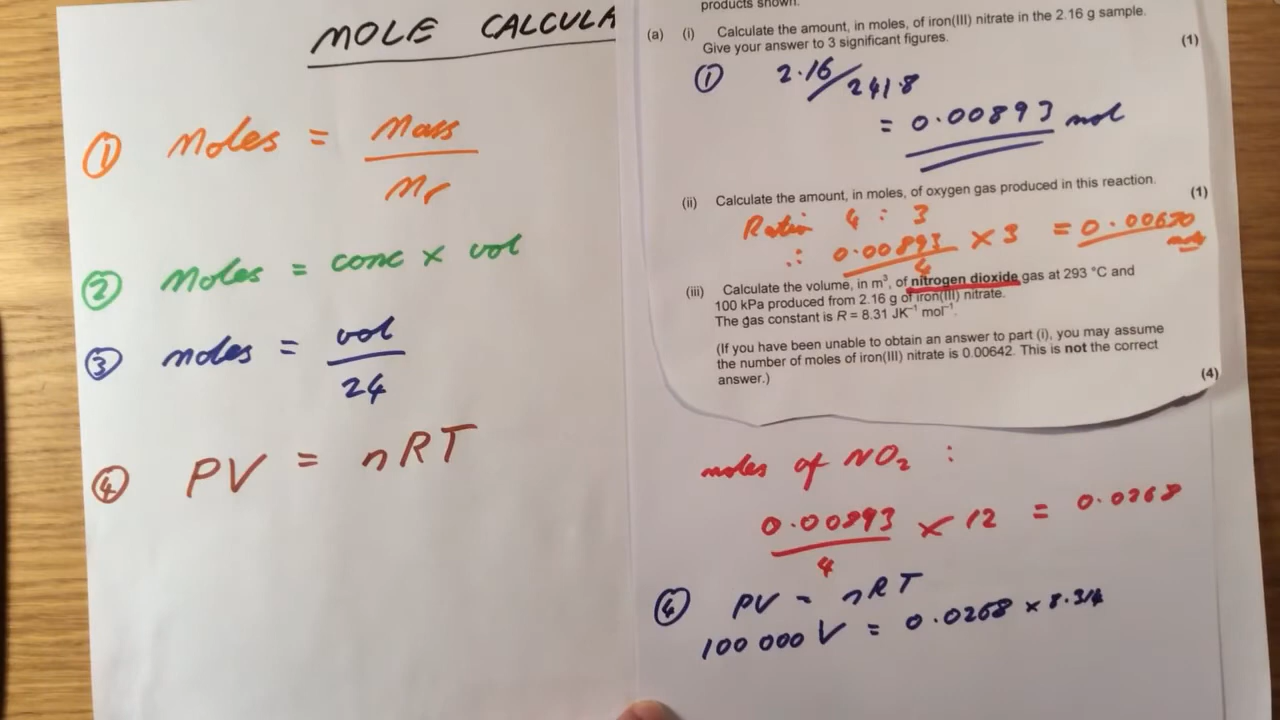 MOLE CALCULA
① Moles = Mass
Mr
② Moles = conc × vol
③ moles = vol
24
④ PV = nRT
products shown.
(a) (i) Calculate the amount, in moles, of iron(III) nitrate in the 2.16 g sample.
Give your answer to 3 significant figures.
(1)
① 2.16/241.8
= 0.00893 mol
(ii) Calculate the amount, in moles, of oxygen gas produced in this reaction.
(1)
Ratio 4 : 3
∴ 0.00893 × 3 = 0.00670
4
(iii) Calculate the volume, in m³, of nitrogen dioxide gas at 293 °C and
100 kPa produced from 2.16 g of iron(III) nitrate.
The gas constant is R = 8.31 JK⁻¹ mol⁻¹.
(If you have been unable to obtain an answer to part (i), you may assume
the number of moles of iron(III) nitrate is 0.00642. This is not the correct
answer.)
(4)
moles of NO₂ :
0.00893 × 12 = 0.0268
4
④ PV = nRT
100 000 V = 0.0268 × 8.314